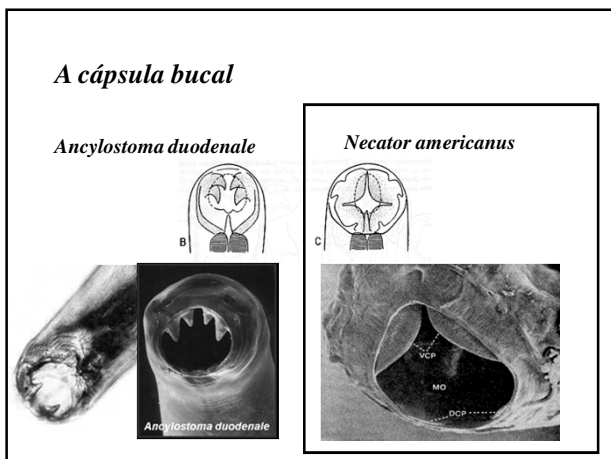 A cápsula bucal
Ancylostoma duodenale
Necator americanus
B
C
Ancylostoma duodenale
VCP
MO
DCP